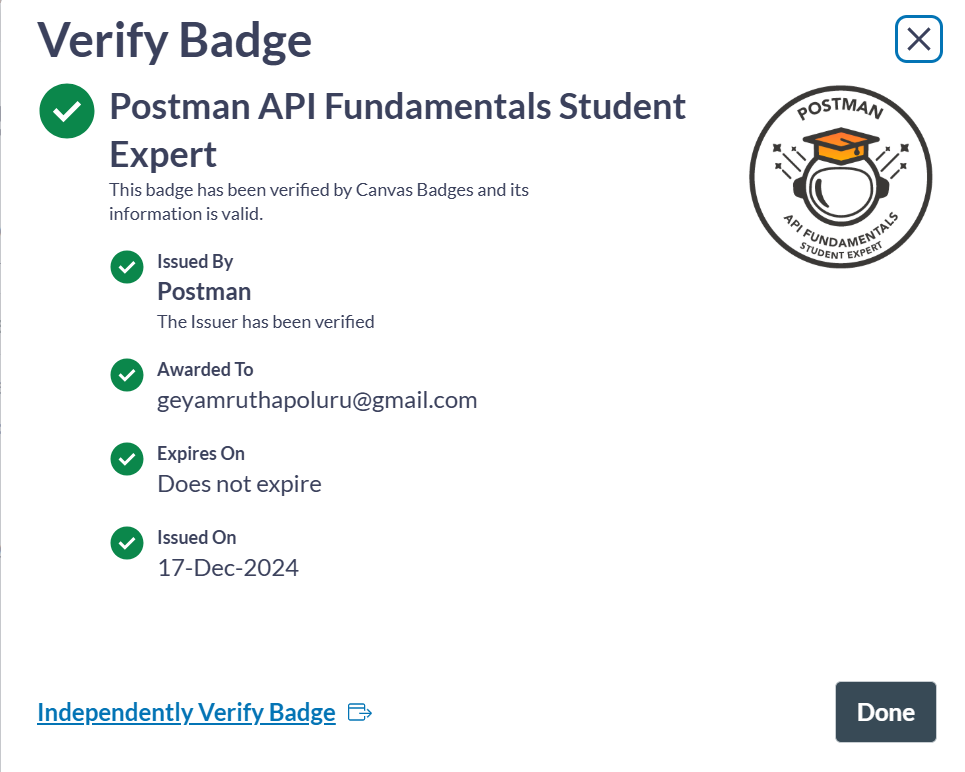 Verify Badge
Postman API Fundamentals Student
Expert
This badge has been verified by Canvas Badges and its
information is valid.
POSTMAN
API FUNDAMENTALS
STUDENT EXPERT
Issued By
Postman
The Issuer has been verified
Awarded To
geyamruthapoluru@gmail.com
Expires On
Does not expire
Issued On
17-Dec-2024
Independently Verify Badge
Done